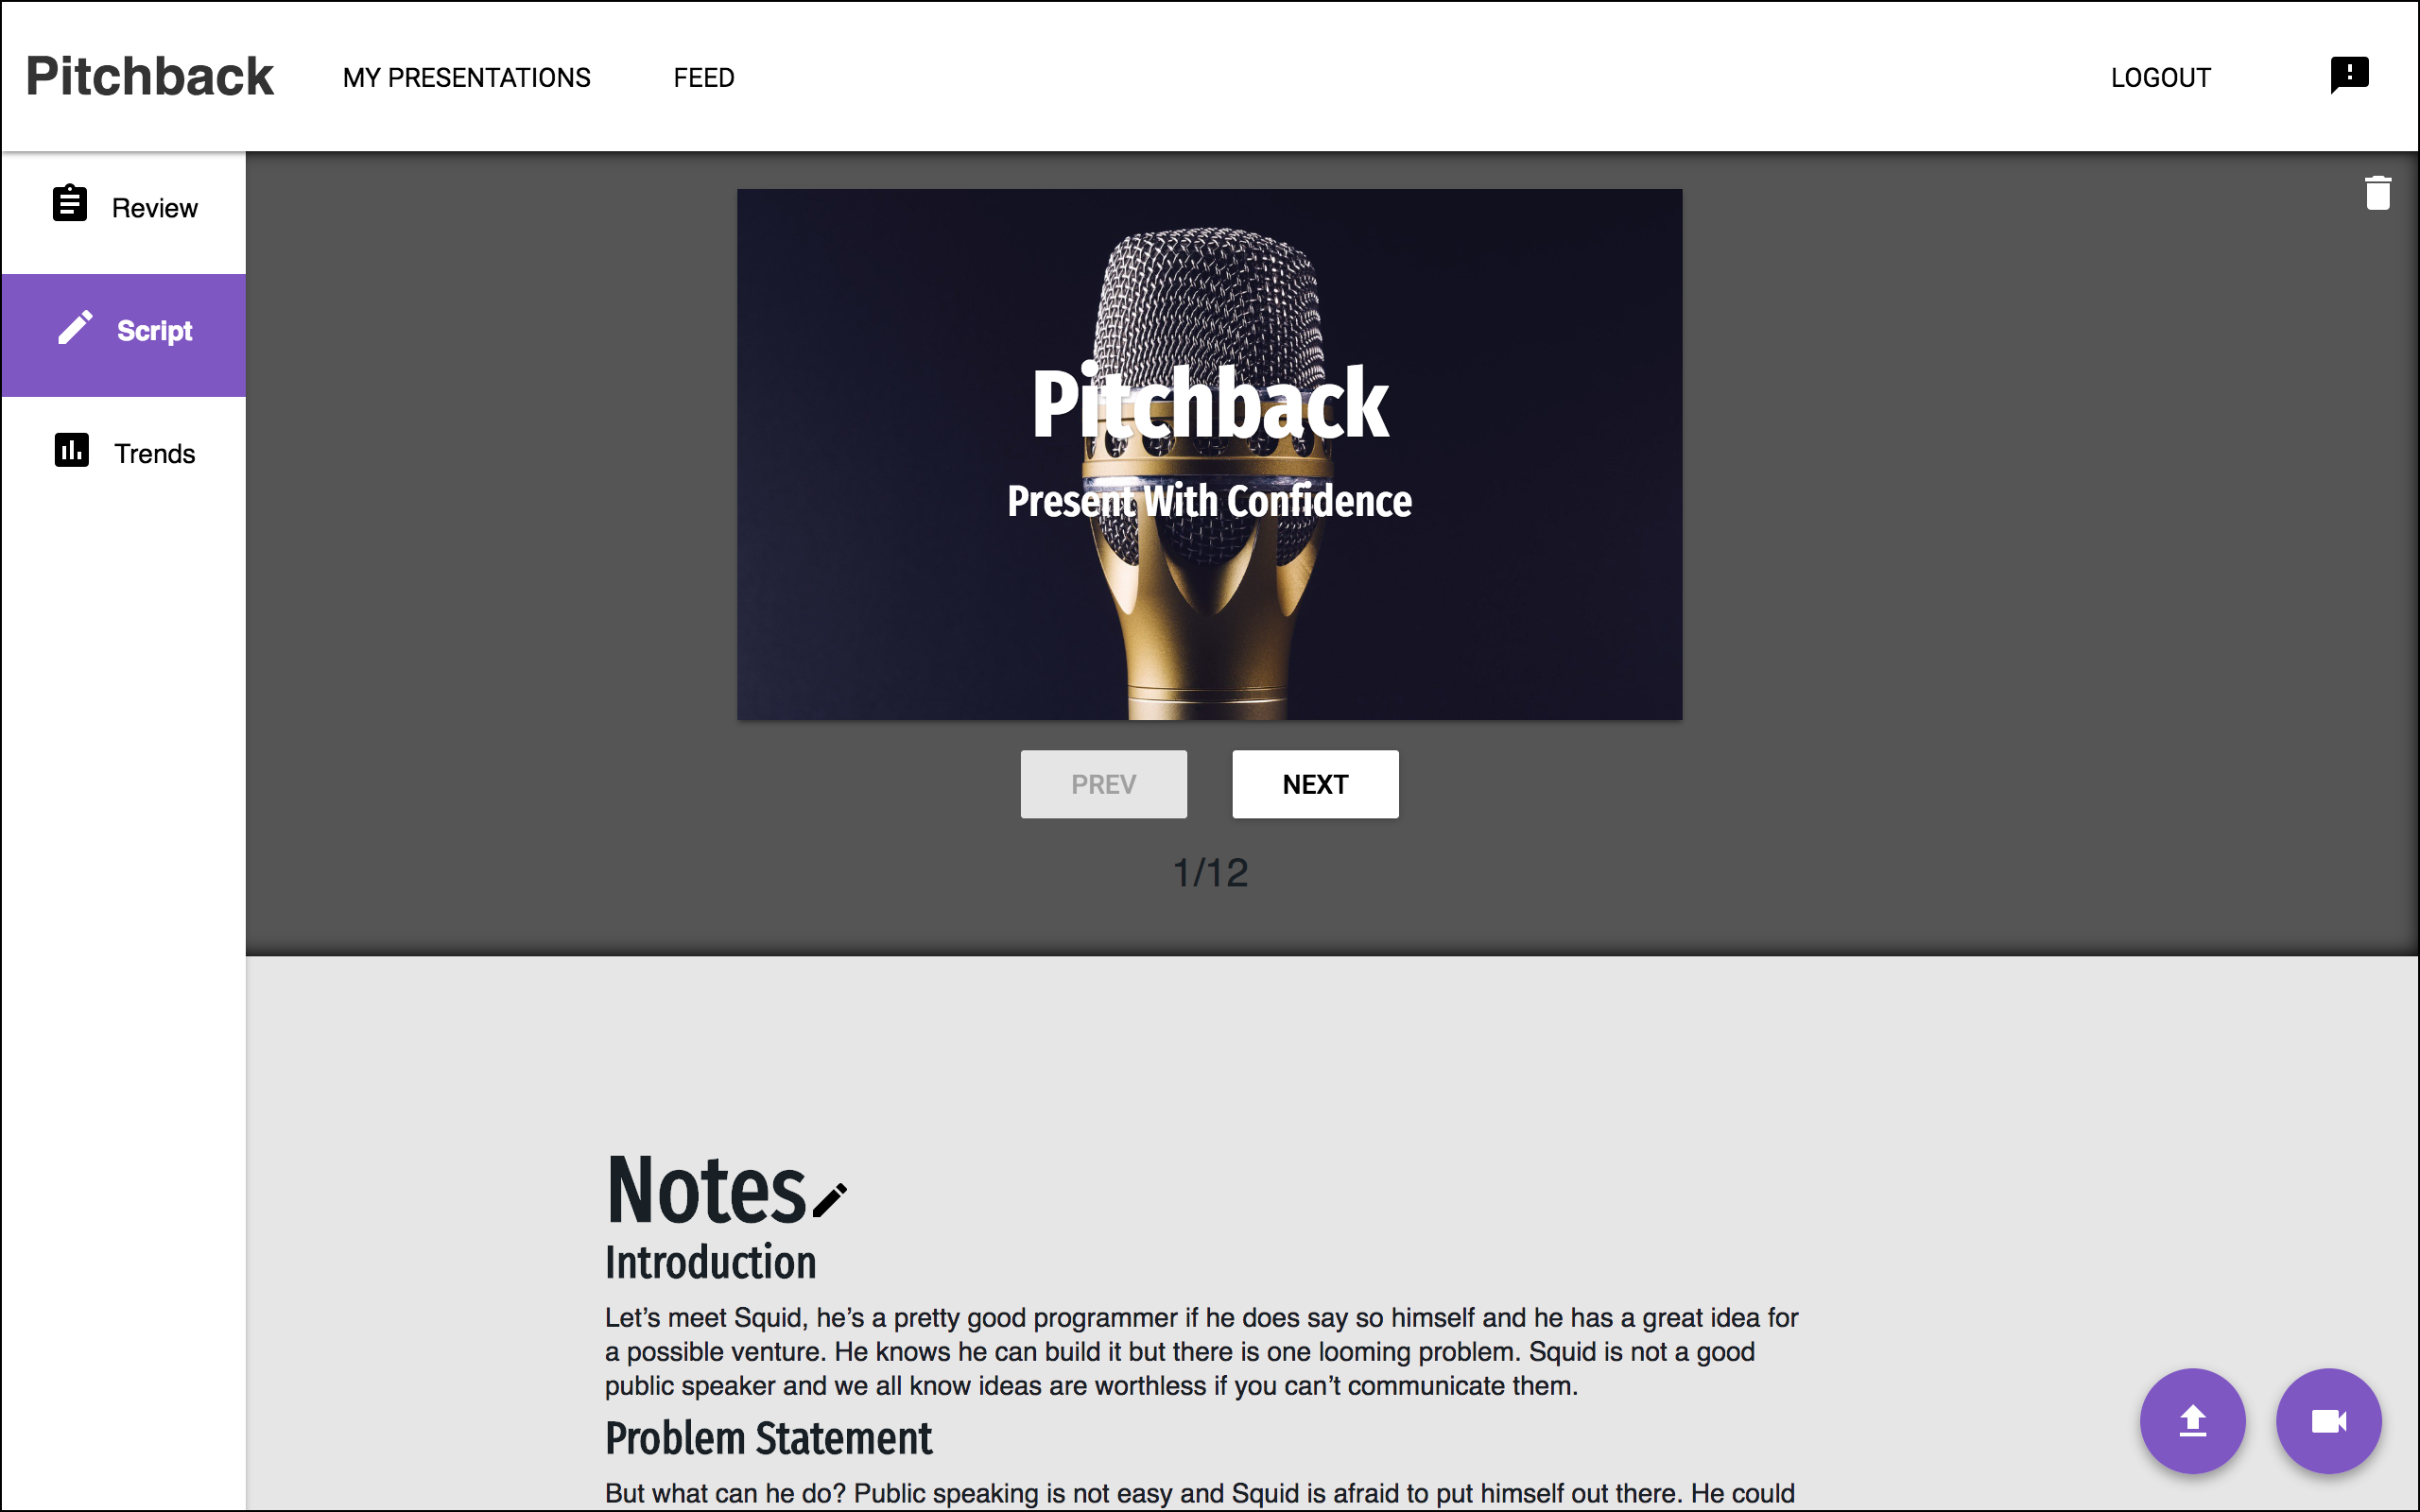 Pitchback
MY PRESENTATIONS
FEED
LOGOUT
Review
Script
Trends
Pitchback
Present With Confidence
PREV
NEXT
1/12
Notes
Introduction
Let’s meet Squid, he’s a pretty good programmer if he does say so himself and he has a great idea for
a possible venture. He knows he can build it but there is one looming problem. Squid is not a good
public speaker and we all know ideas are worthless if you can’t communicate them.
Problem Statement
But what can he do? Public speaking is not easy and Squid is afraid to put himself out there. He could